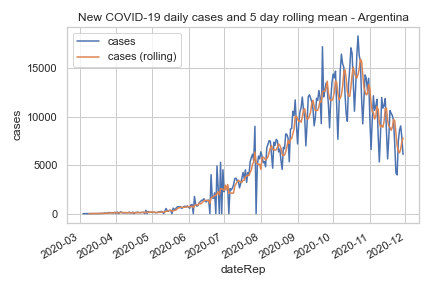 New COVID-19 daily cases and 5 day rolling mean - Argentina
cases
cases (rolling)
15000
10000
5000
0
cases
2020-03
2020-04
2020-05
2020-06
2020-07
2020-08
2020-09
2020-10
2020-11
2020-12
dateRep